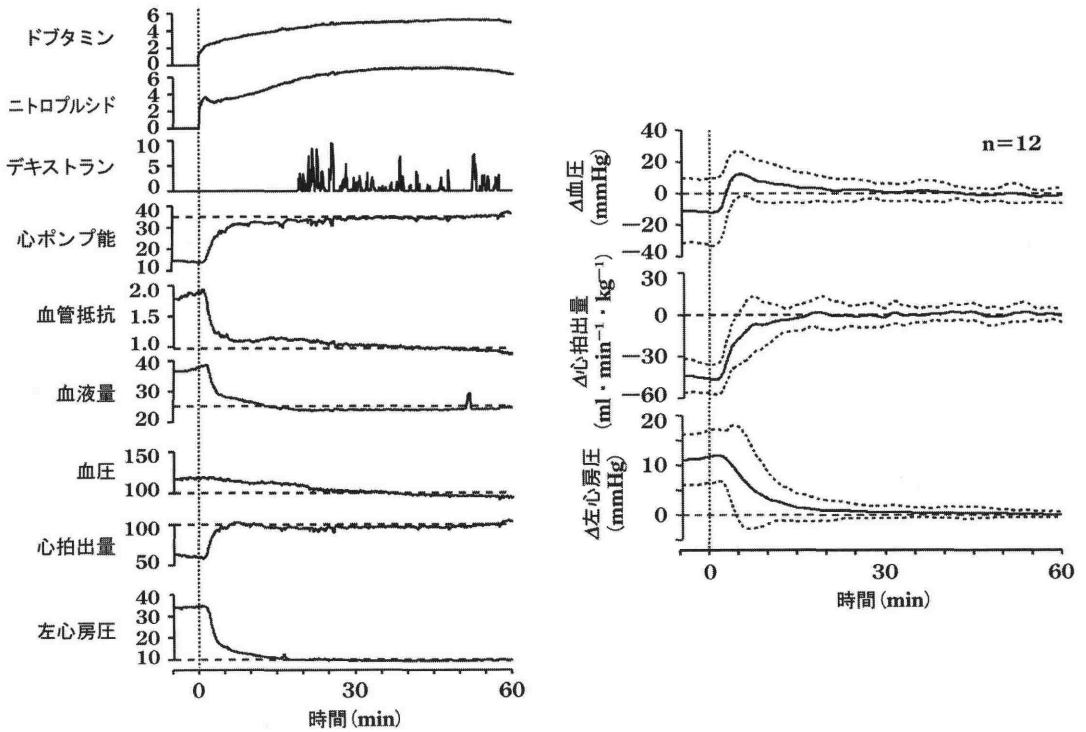 ドブタミン
6
4
2
0
ニトロプルシド
6
4
2
0
デキストラン
10
5
0
心ポンプ能
40
30
20
10
血管抵抗
2.0
1.5
1.0
血液量
40
30
20
血圧
150
100
心拍出量
100
50
左心房圧
40
30
20
10
0
30
60
時間(min)
n=12
Δ血圧
(mmHg)
40
20
0
−20
−40
Δ心拍出量
(ml・min⁻¹・kg⁻¹)
30
0
−30
−60
Δ左心房圧
(mmHg)
20
10
0
0
30
60
時間(min)